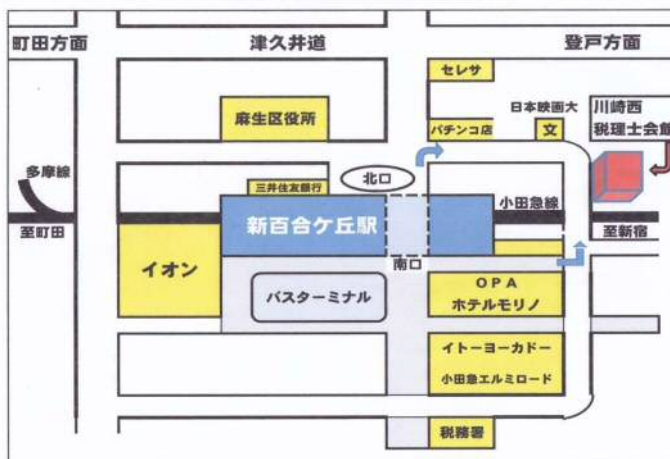 町田方面
津久井道
登戸方面
セレサ
麻生区役所
日本映画大
川崎西
税理士会館
パチンコ店
文
多摩線
北口
三井住友銀行
小田急線
至町田
新百合ケ丘駅
至新宿
イオン
南口
バスターミナル
OPA
ホテルモリノ
イトーヨーカドー
小田急エルミロード
税務署